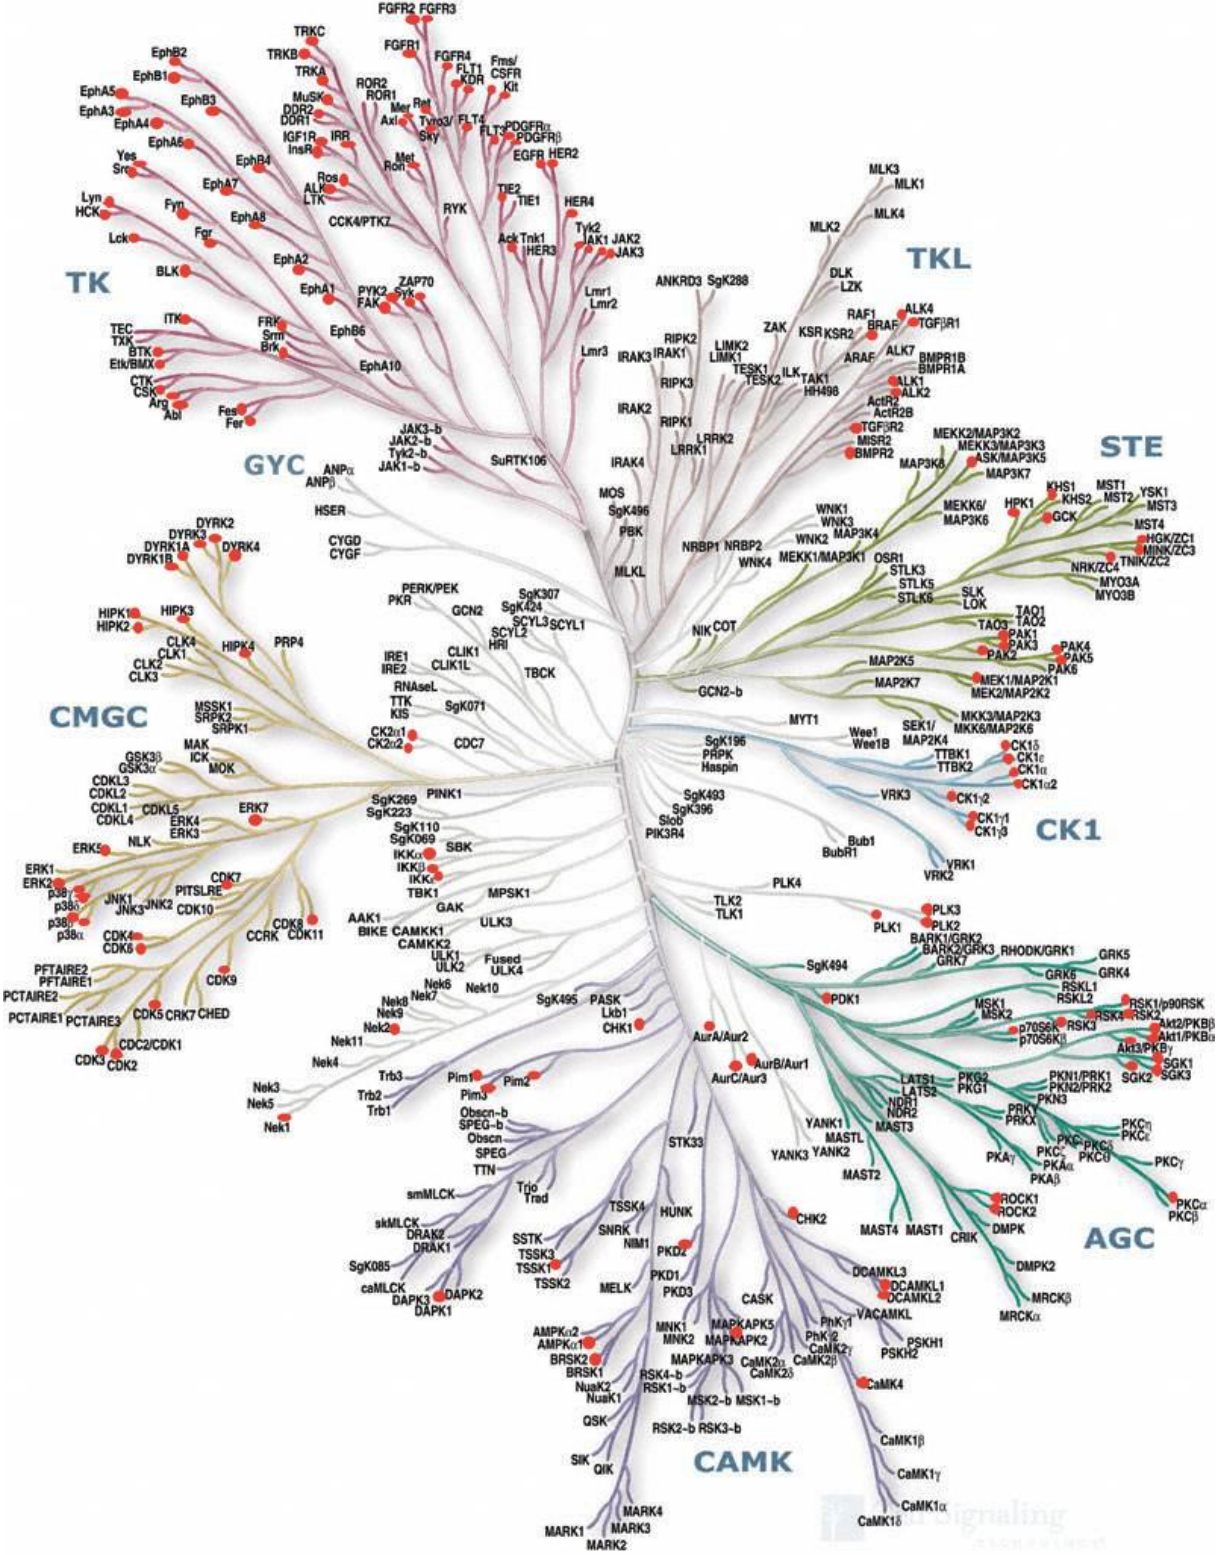 FGFR2 FGFR3
TRKC
FGFR1
TRKB
EphB2
FGFR4
Fms/
CSFR
FLT1
KDR
Kit
TRKA
EphB1
ROR2
ROR1
EphA5
MuSK
EphB3
Mer
Ret
DDR2
DDR1
EphA3
Axl
Tyro3/
Sky
FLT4
FLT3
PDGFRα
PDGFRβ
EphA4
IGF1R
IRR
InsR
EphA6
Met
Ron
EGFR
HER2
Yes
Src
EphB4
Ros
ALK
LTK
EphA7
TIE2
TIE1
Lyn
HCK
Fyn
EphA8
CCK4/PTK7
RYK
HER4
Lck
Fgr
Ack
Tnk1
HER3
Tyk2
JAK1
JAK2
JAK3
BLK
EphA2
TK
EphA1
PYK2
FAK
ZAP70
Syk
Lmr1
Lmr2
ITK
FRK
Srm
Brk
EphB6
TEC
TXK
BTK
Etk/BMX
EphA10
Lmr3
CTK
CSK
Arg
Abl
Fes
Fer
JAK3~b
JAK2~b
Tyk2~b
JAK1~b
SuRTK106
MLK3
MLK1
MLK4
MLK2
TKL
ANKRD3
SgK288
DLK
LZK
ZAK
RAF1
KSR1
KSR2
BRAF
ALK4
TGFβR1
RIPK2
IRAK3
IRAK1
LIMK2
LIMK1
TESK1
TESK2
ILK
TAK1
HH498
ARAF
ALK7
BMPR1B
BMPR1A
RIPK3
ALK1
ALK2
ActR2
ActR2B
IRAK2
RIPK1
LRRK2
LRRK1
TGFβR2
MISR2
BMPR2
IRAK4
GYC
ANPα
ANPβ
HSER
CYGD
CYGF
MOS
SgK496
PBK
MLKL
NRBP1
NRBP2
WNK1
WNK3
WNK2
WNK4
MEKK2/MAP3K2
MEKK3/MAP3K3
ASK/MAP3K5
MAP3K8
MAP3K7
STE
MEKK6/
MAP3K6
MAP3K4
MEKK1/MAP3K1
KHS1
KHS2
HPK1
GCK
MST1
MST2
YSK1
MST3
MST4
HGK/ZC1
MINK/ZC3
TNIK/ZC2
NRK/ZC4
MYO3A
MYO3B
OSR1
STLK3
STLK5
STLK6
SLK
LOK
TAO1
TAO2
TAO3
NIK
COT
PAK1
PAK3
PAK2
PAK4
PAK5
PAK6
MAP2K5
MAP2K7
MEK1/MAP2K1
MEK2/MAP2K2
GCN2~b
MKK3/MAP2K3
MKK6/MAP2K6
SEK1/
MAP2K4
DYRK2
DYRK3
DYRK1A
DYRK4
DYRK1B
PERK/PEK
PKR
GCN2
SgK307
SgK424
SCYL3
SCYL1
SCYL2
HRI
HIPK1
HIPK3
HIPK2
CLK4
CLK1
CLK2
CLK3
HIPK4
PRP4
CLIK1
CLIK1L
IRE1
IRE2
TBCK
RNAseL
TTK
KIS
SgK071
CMGC
MSSK1
SRPK2
SRPK1
CK2α1
CK2α2
CDC7
MYT1
Wee1
Wee1B
SgK196
PRPK
Haspin
TTBK1
TTBK2
CK1δ
CK1ε
CK1α
CK1α2
MAK
ICK
MOK
GSK3β
GSK3α
CDKL3
CDKL2
CDKL1
CDKL5
CDKL4
PINK1
SgK269
SgK223
SgK493
SgK396
Slob
PIK3R4
VRK3
CK1γ2
CK1γ1
CK1γ3
CK1
ERK7
ERK4
ERK3
NLK
ERK5
SgK110
SgK069
SBK
Bub1
BubR1
VRK1
VRK2
IKKα
IKKβ
IKKε
TBK1
MPSK1
ERK1
ERK2
p38γ
p38δ
p38β
p38α
JNK1
JNK3
JNK2
CDK7
PITSLRE
CDK10
CDK4
CDK6
CCRK
CDK8
CDK11
GAK
AAK1
BIKE
CAMKK1
CAMKK2
ULK3
ULK1
ULK2
Fused
ULK4
PLK4
TLK2
TLK1
PLK3
PLK2
PLK1
BARK1/GRK2
BARK2/GRK3
RHODK/GRK1
GRK5
GRK7
GRK6
GRK4
SgK494
PFTAIRE2
PFTAIRE1
CDK9
PCTAIRE2
PCTAIRE1
PCTAIRE3
CDK5
CRK7
CHED
CDC2/CDK1
CDK3
CDK2
Nek6
Nek7
Nek10
Nek8
Nek9
Nek2
Nek11
Nek4
Nek3
Nek5
Nek1
SgK495
PASK
Lkb1
CHK1
PDK1
RSKL1
RSKL2
MSK1
MSK2
RSK1/p90RSK
RSK4
RSK2
RSK3
p70S6K
p70S6Kβ
Akt2/PKBβ
Akt1/PKBα
Akt3/PKBγ
SGK1
SGK2
SGK3
AurA/Aur2
AurB/Aur1
AurC/Aur3
Trb3
Trb2
Trb1
Pim1
Pim2
Pim3
LATS1
LATS2
NDR1
NDR2
MAST3
PKG2
PKG1
PKN1/PRK1
PKN2/PRK2
PKN3
PRKY
PRKX
Obscn~b
SPEG~b
Obscn
SPEG
TTN
STK33
YANK1
YANK2
YANK3
MASTL
MAST2
PKCη
PKCε
PKCι
PKCδ
PKCζ
PKCθ
PKCγ
PKAγ
PKAα
PKAβ
PKCα
PKCβ
smMLCK
Trio
Trad
TSSK4
HUNK
SNRK
NIM1
CHK2
MAST4
MAST1
ROCK1
ROCK2
DMPK
CRIK
DMPK2
AGC
MRCKβ
MRCKα
skMLCK
DRAK2
DRAK1
SgK085
caMLCK
DAPK3
DAPK2
DAPK1
SSTK
TSSK3
TSSK1
TSSK2
PKD2
PKD1
PKD3
MELK
CASK
DCAMKL3
DCAMKL1
DCAMKL2
VACAMKL
PSKH1
PSKH2
PhKγ1
PhKγ2
MNK1
MNK2
MAPKAPK5
MAPKAPK2
MAPKAPK3
CaMK2γ
CaMK2α
CaMK2β
CaMK2δ
AMPKα2
AMPKα1
BRSK2
BRSK1
NuaK2
NuaK1
RSK4~b
RSK1~b
MSK2~b
MSK1~b
RSK2~b
RSK3~b
CaMK4
QSK
SIK
QIK
CAMK
CaMK1β
CaMK1γ
CaMK1α
CaMK1δ
MARK4
MARK3
MARK1
MARK2
Signaling